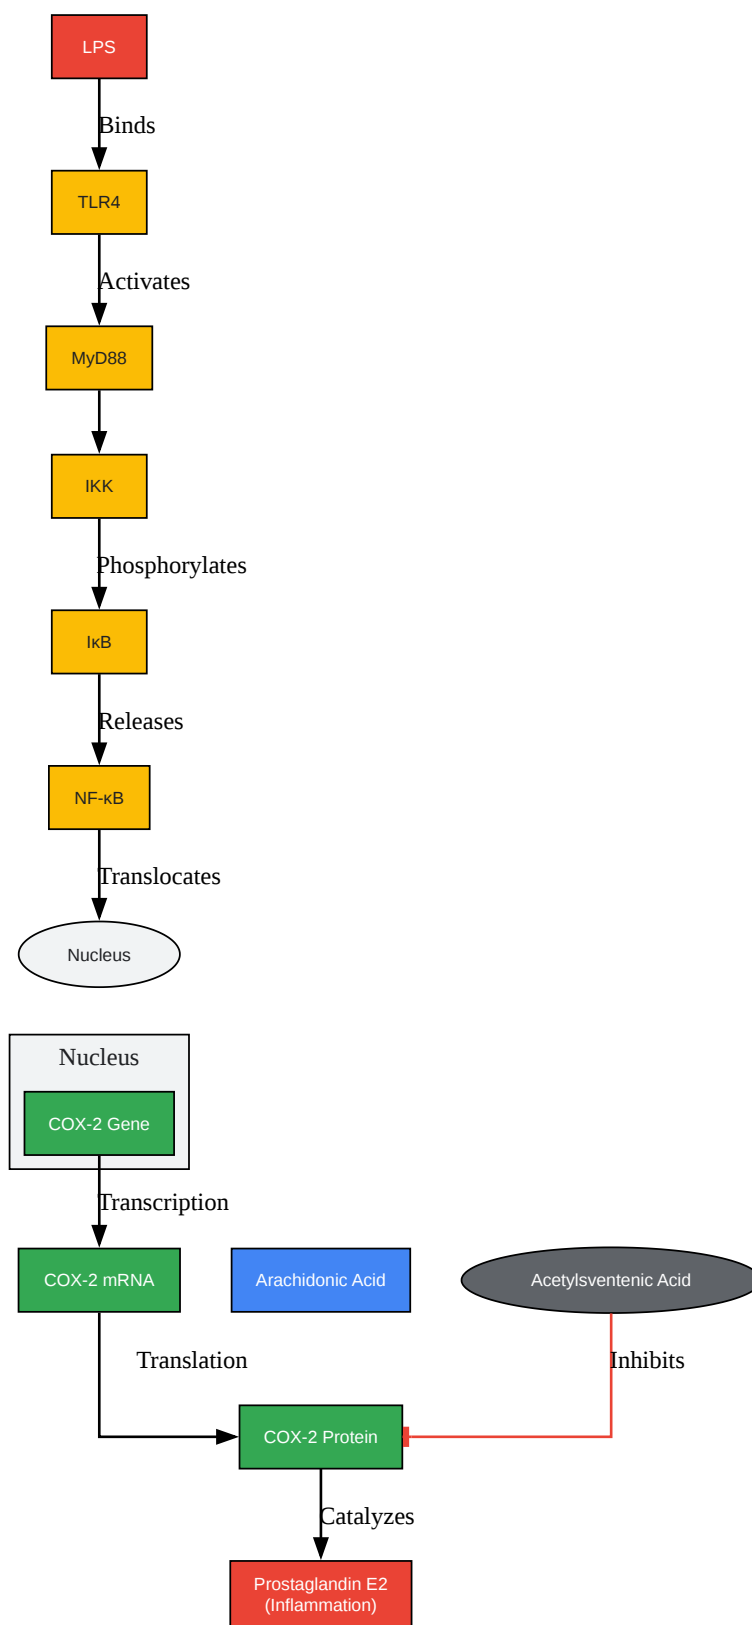 LPS
Binds
TLR4
Activates
MyD88
IKK
Phosphorylates
IκB
Releases
NF-κB
Translocates
Nucleus
Nucleus
COX-2 Gene
Transcription
COX-2 mRNA
Arachidonic Acid
Acetylsventenic Acid
Translation
Inhibits
COX-2 Protein
Catalyzes
Prostaglandin E2
(Inflammation)